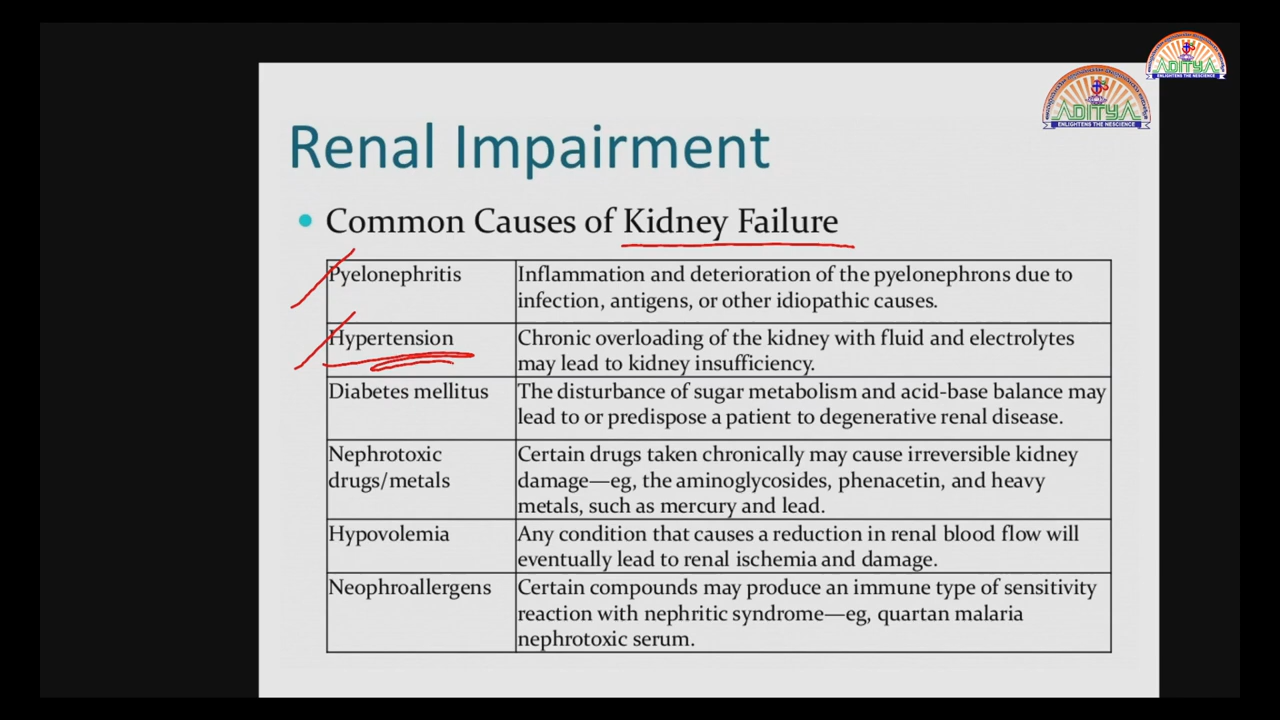 ADITYA
ENLIGHTENS THE NESCIENCE
ADITYA
ENLIGHTENS THE NESCIENCE
Renal Impairment
• Common Causes of Kidney Failure
Pyelonephritis
Inflammation and deterioration of the pyelonephrons due to
infection, antigens, or other idiopathic causes.
Hypertension
Chronic overloading of the kidney with fluid and electrolytes
may lead to kidney insufficiency.
Diabetes mellitus
The disturbance of sugar metabolism and acid-base balance may
lead to or predispose a patient to degenerative renal disease.
Nephrotoxic
drugs/metals
Certain drugs taken chronically may cause irreversible kidney
damage—eg, the aminoglycosides, phenacetin, and heavy
metals, such as mercury and lead.
Hypovolemia
Any condition that causes a reduction in renal blood flow will
eventually lead to renal ischemia and damage.
Neophroallergens
Certain compounds may produce an immune type of sensitivity
reaction with nephritic syndrome—eg, quartan malaria
nephrotoxic serum.